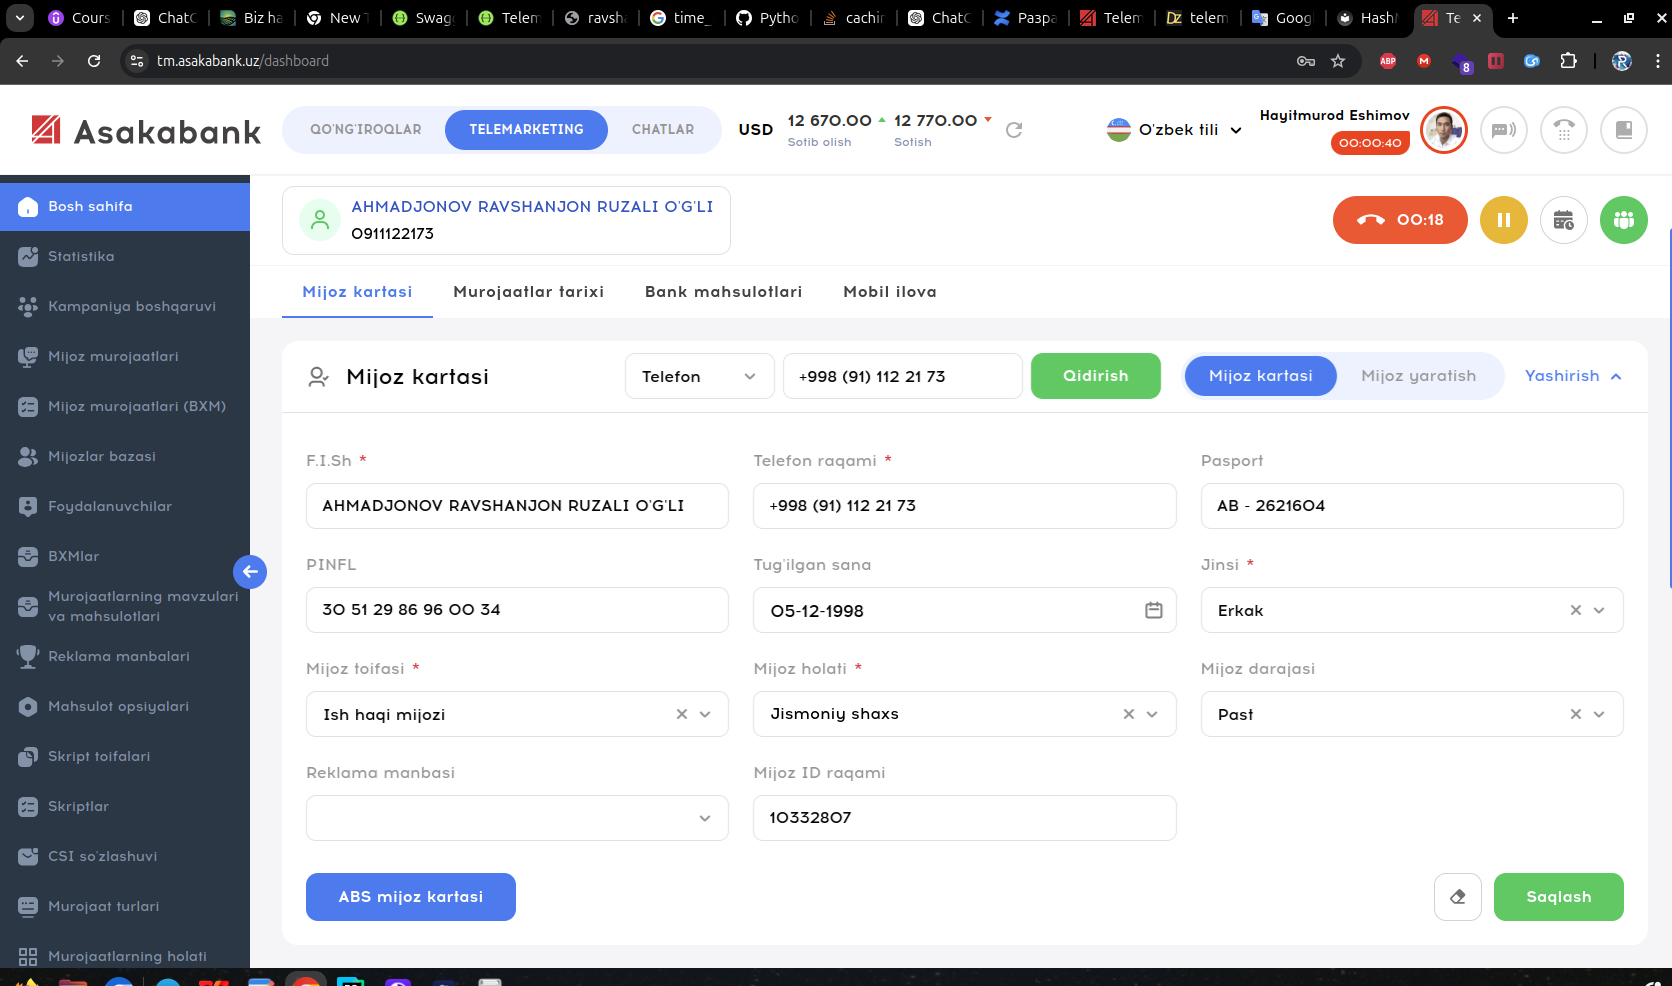 Cours
ChatC
Biz ha
New T
Swag
Telem
ravsh
time_
Pytho
cachir
ChatC
Разра
Telem
telem
Goog
Hash
Te
tm.asakabank.uz/dashboard
ABP
8
Asakabank
QO'NG'IROQLAR
TELEMARKETING
CHATLAR
USD
12 670.00
Sotib olish
12 770.00
Sotish
O'zbek tili
Hayitmurod Eshimov
00:00:40
Bosh sahifa
Statistika
Kampaniya boshqaruvi
Mijoz murojaatlari
Mijoz murojaatlari (BXM)
Mijozlar bazasi
Foydalanuvchilar
BXMlar
Murojaatlarning mavzulari
va mahsulotlari
Reklama manbalari
Mahsulot opsiyalari
Skript toifalari
Skriptlar
CSI so'zlashuvi
Murojaat turlari
Murojaatlarning holati
AHMADJONOV RAVSHANJON RUZALI O'G'LI
0911122173
00:18
Mijoz kartasi
Murojaatlar tarixi
Bank mahsulotlari
Mobil ilova
Mijoz kartasi
Telefon
+998 (91) 112 21 73
Qidirish
Mijoz kartasi
Mijoz yaratish
Yashirish
F.I.Sh *
Telefon raqami *
Pasport
AHMADJONOV RAVSHANJON RUZALI O'G'LI
+998 (91) 112 21 73
AB - 2621604
PINFL
Tug'ilgan sana
Jinsi *
30 51 29 86 96 00 34
05-12-1998
Erkak
Mijoz toifasi *
Mijoz holati *
Mijoz darajasi
Ish haqi mijozi
Jismoniy shaxs
Past
Reklama manbasi
Mijoz ID raqami
10332807
ABS mijoz kartasi
Saqlash